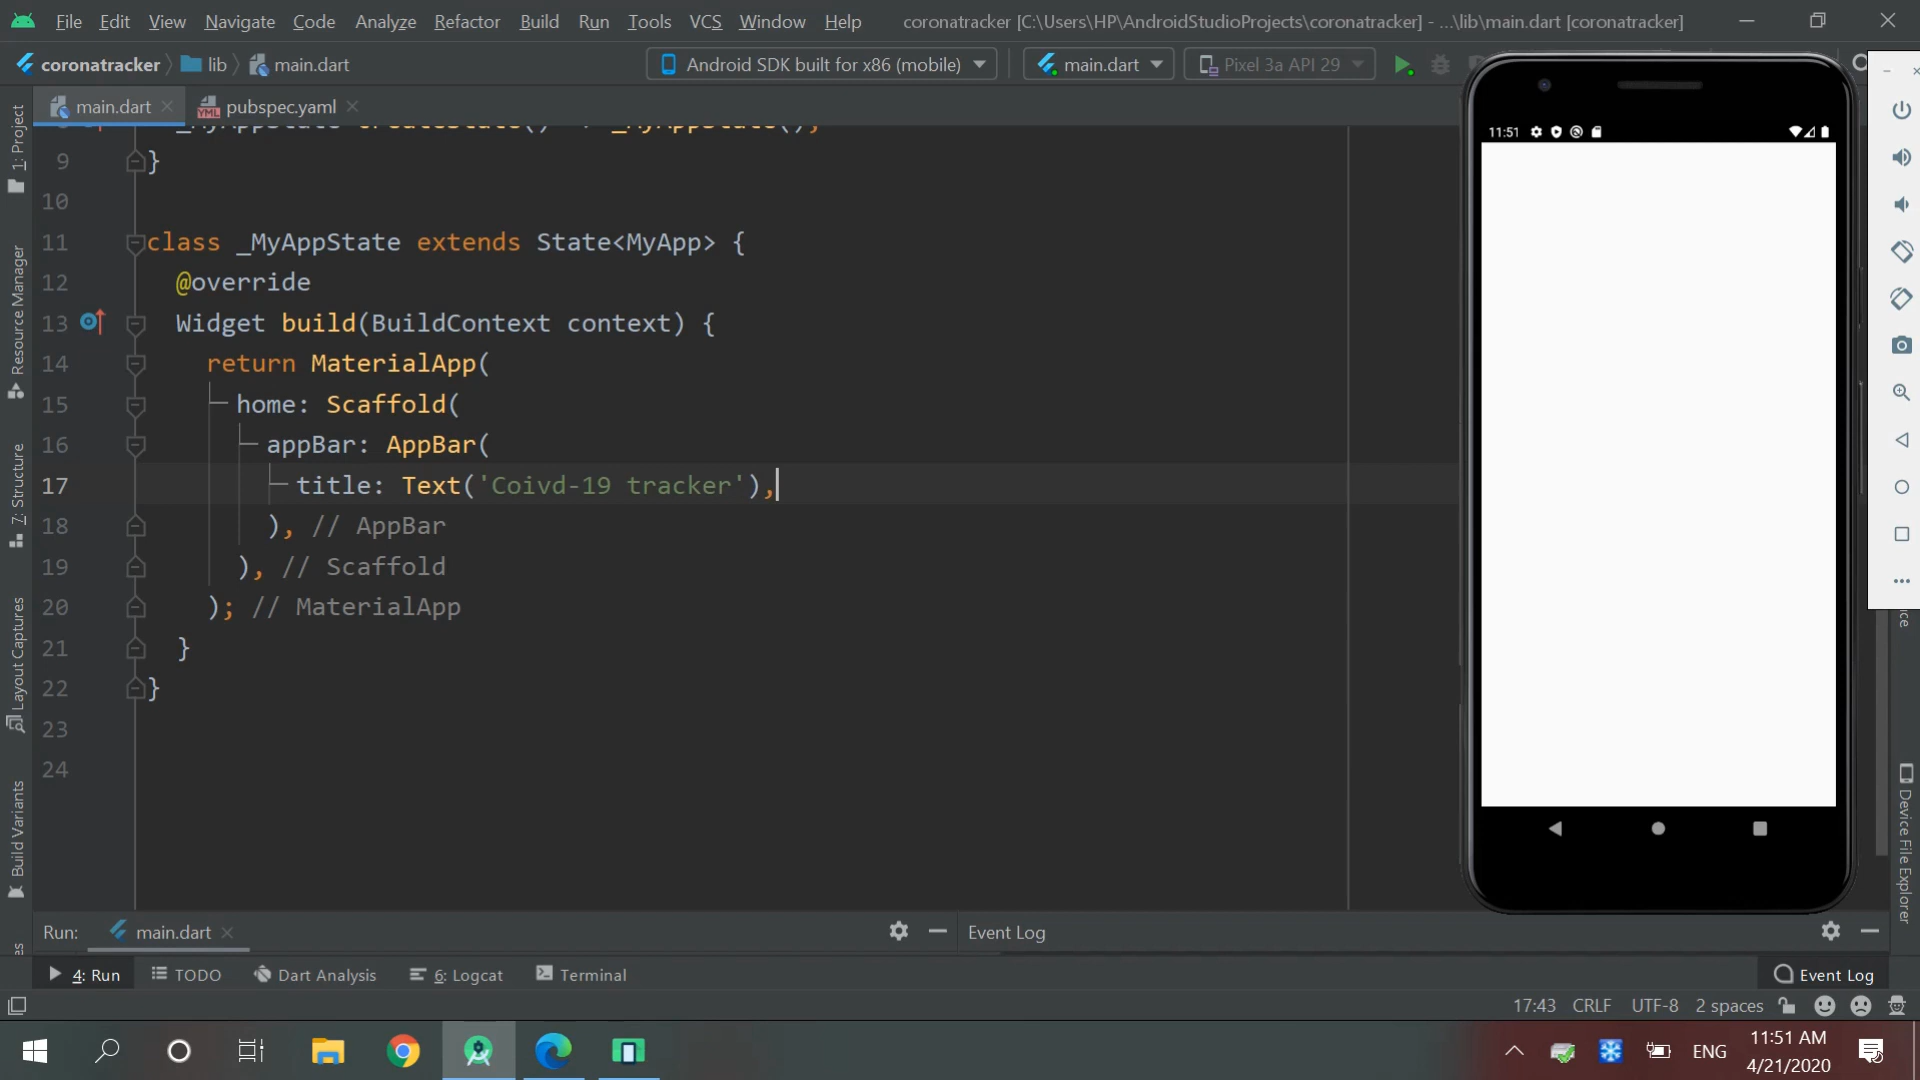 File Edit View Navigate Code Analyze Refactor Build Run Tools VCS Window Help coronatracker [C:\Users\HP\AndroidStudioProjects\coronatracker] - ...\lib\main.dart [coronatracker]
coronatracker lib main.dart Android SDK built for x86 (mobile) main.dart Pixel 3a API 29
main.dart pubspec.yaml
_MyAppState createState() => _MyAppState();
9 }
10
11 class _MyAppState extends State<MyApp> {
12 @override
13 Widget build(BuildContext context) {
14 return MaterialApp(
15 home: Scaffold(
16 appBar: AppBar(
17 title: Text('Coivd-19 tracker'),
18 ), // AppBar
19 ), // Scaffold
20 ); // MaterialApp
21 }
22 }
23
24
1: Project
Resource Manager
7: Structure
Layout Captures
Build Variants
11:51
Device File Explorer
Run: main.dart Event Log
4: Run TODO Dart Analysis 6: Logcat Terminal Event Log
17:43 CRLF UTF-8 2 spaces
ENG
11:51 AM
4/21/2020